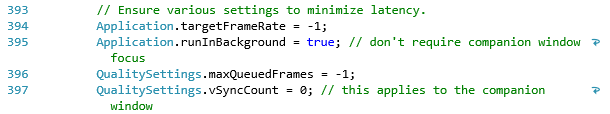 393 // Ensure various settings to minimize latency.
394 Application.targetFrameRate = -1;
395 Application.runInBackground = true; // don't require companion window
focus
396 QualitySettings.maxQueuedFrames = -1;
397 QualitySettings.vSyncCount = 0; // this applies to the companion
window